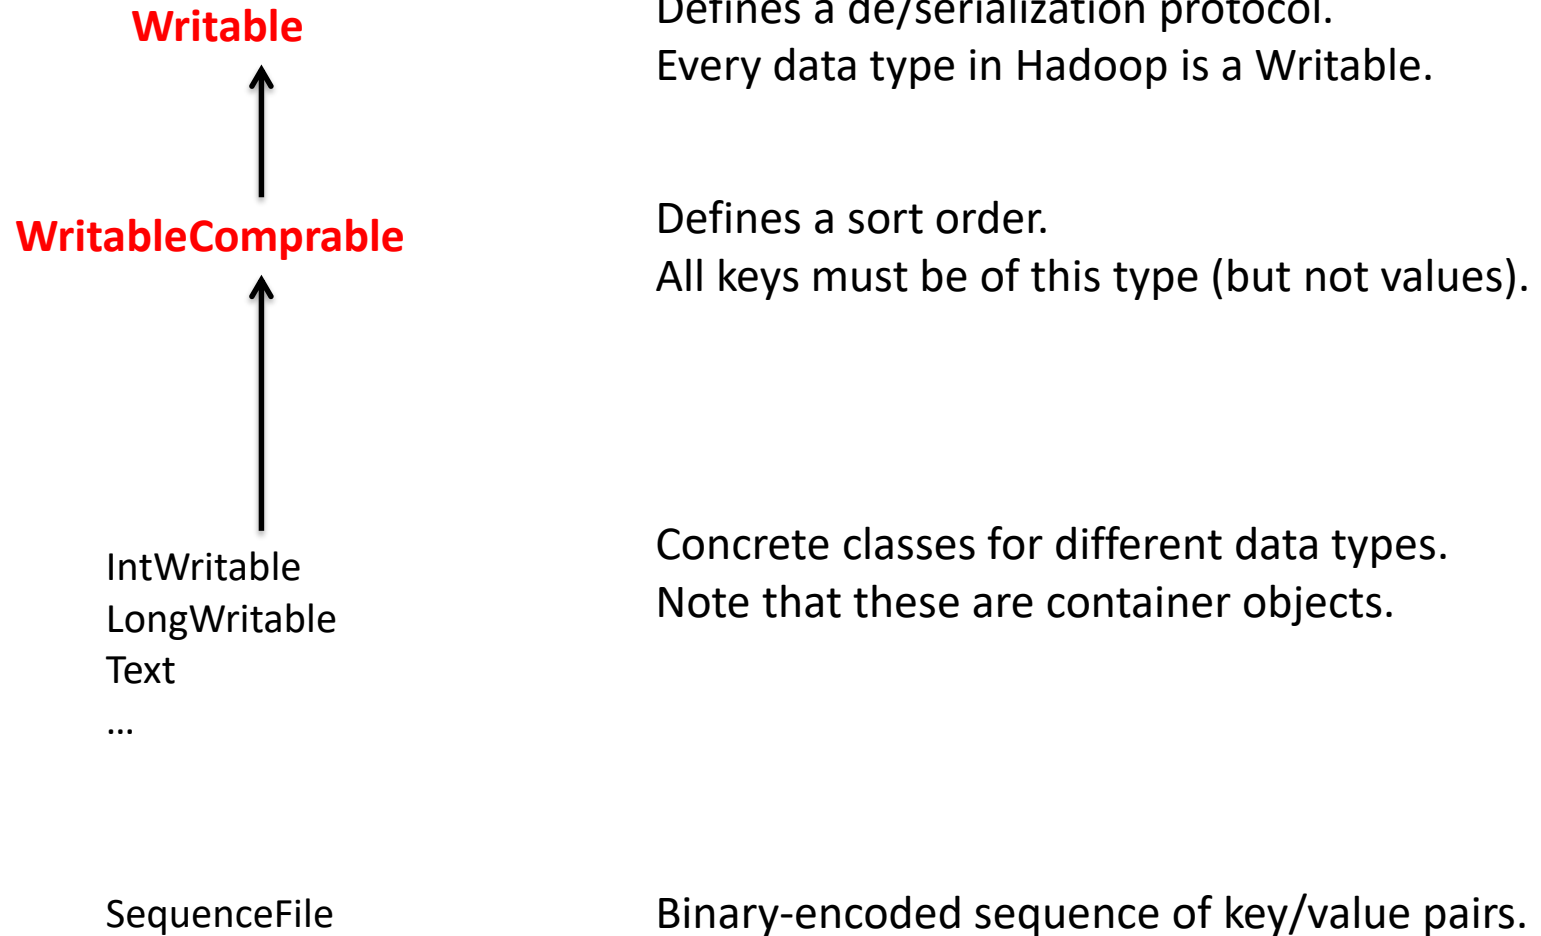 Writable
Defines a de/serialization protocol.
Every data type in Hadoop is a Writable.
WritableComprable
Defines a sort order.
All keys must be of this type (but not values).
IntWritable
LongWritable
Text
...
Concrete classes for different data types.
Note that these are container objects.
SequenceFile
Binary-encoded sequence of key/value pairs.